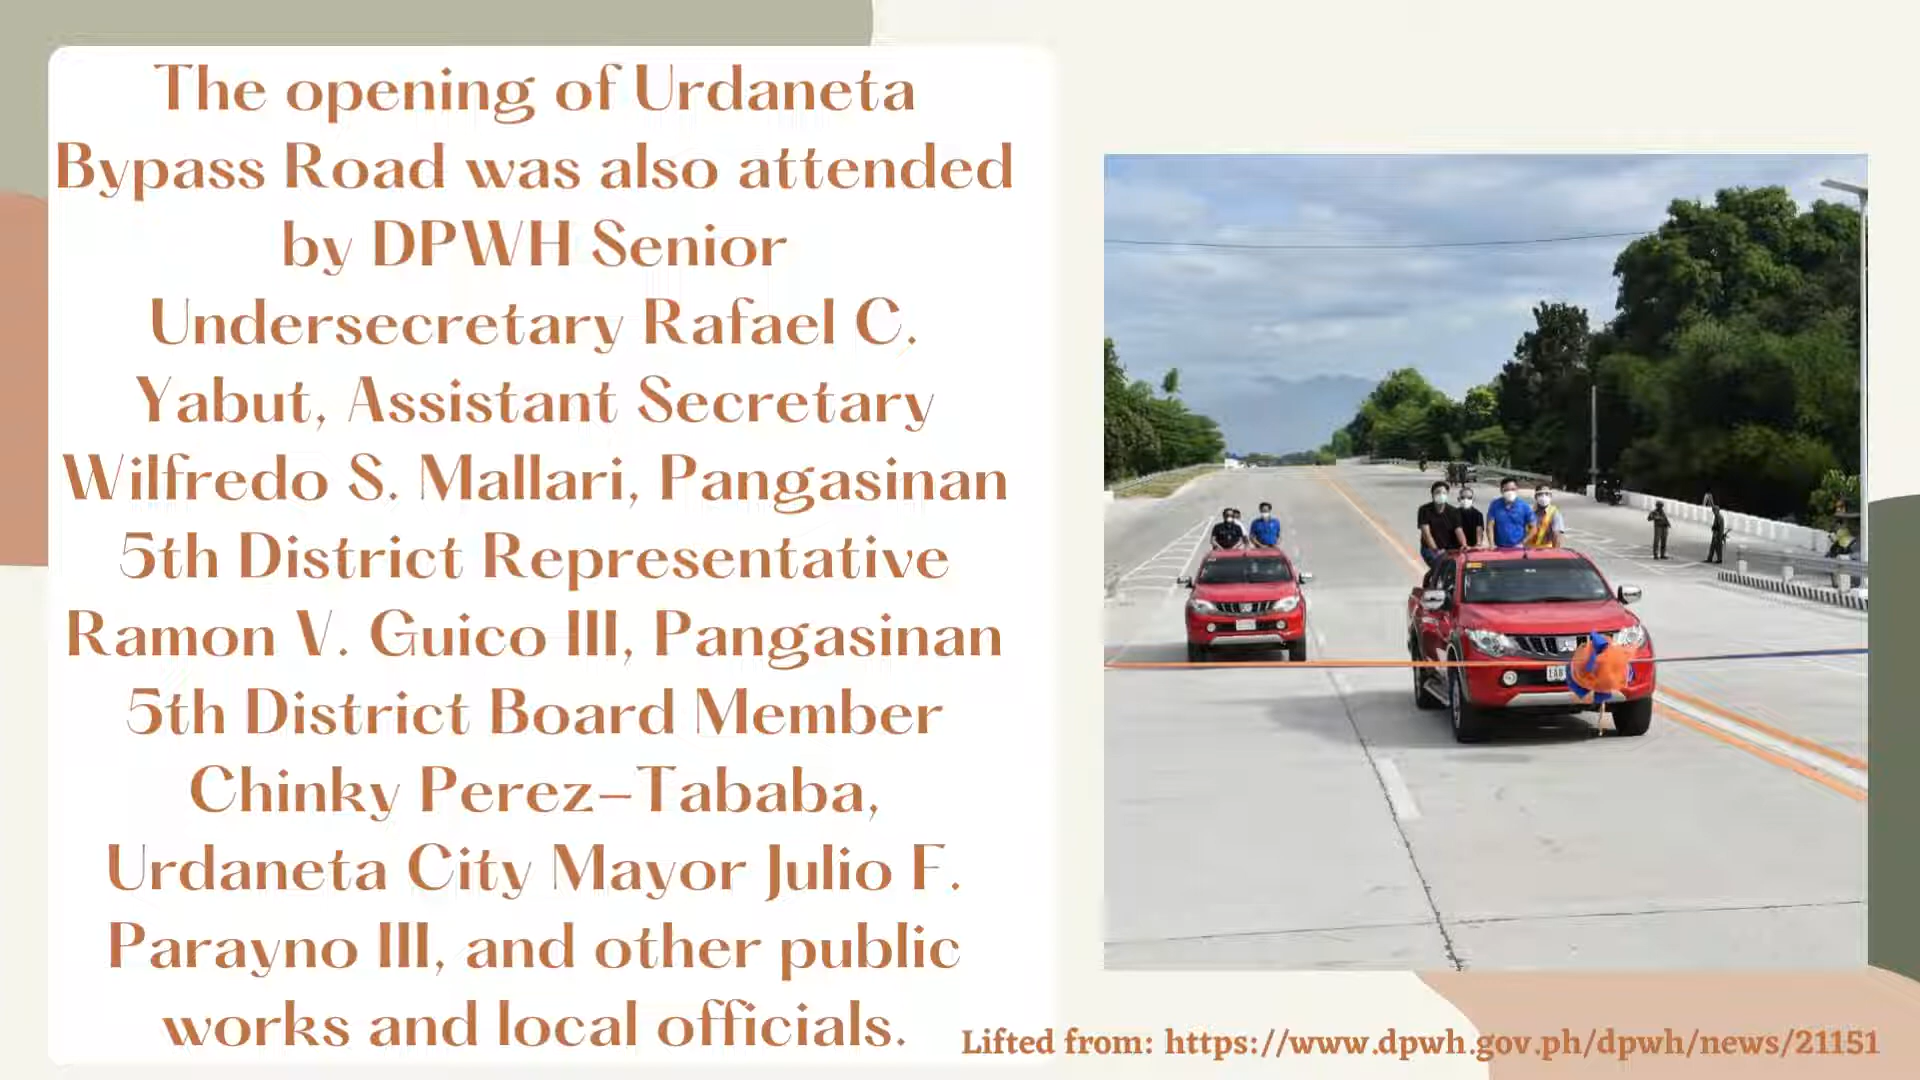 The opening of Urdaneta
Bypass Road was also attended
by DPWH Senior
Undersecretary Rafael C.
Yabut, Assistant Secretary
Wilfredo S. Mallari, Pangasinan
5th District Representative
Ramon V. Guico III, Pangasinan
5th District Board Member
Chinky Perez–Tababa,
Urdaneta City Mayor Julio F.
Parayno III, and other public
works and local officials.
Lifted from: https://www.dpwh.gov.ph/dpwh/news/21151